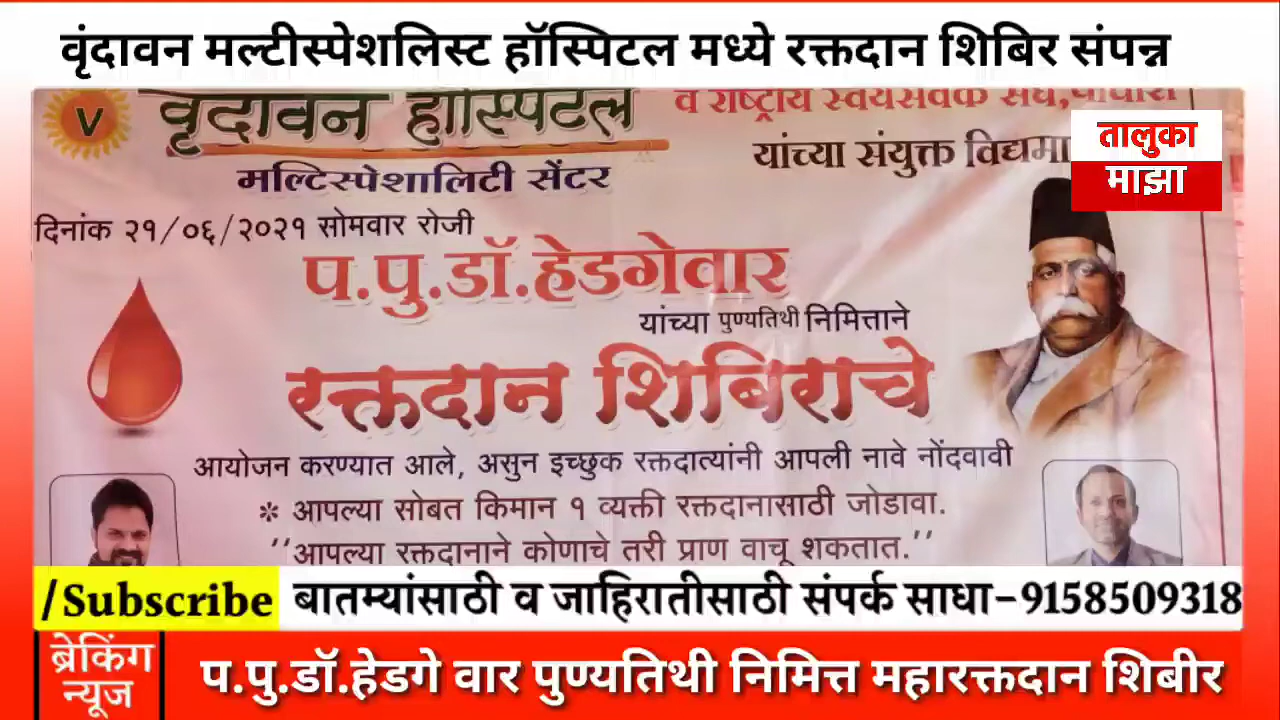 वृंदावन मल्टीस्पेशलिस्ट हॉस्पिटल मध्ये रक्तदान शिबिर संपन्न
V
वृंदावन हॉस्पिटल
व राष्ट्रीय स्वयंसेवक संघ,
मल्टिस्पेशालिटी सेंटर
यांच्या संयुक्त
तालुका
माझा
दिनांक २१/०६/२०२१ सोमवार रोजी
प.पु.डॉ.हेडगेवार
यांच्या पुण्यतिथी निमित्ताने
रक्तदान शिबिराचे
आयोजन करण्यात आले, असुन इच्छुक रक्तदात्यांनी आपली नावे नोंदवावी
* आपल्या सोबत किमान १ व्यक्ती रक्तदानासाठी जोडावा.
‘‘आपल्या रक्तदानाने कोणाचे तरी प्राण वाचू शकतात.’’
/Subscribe बातम्यांसाठी व जाहिरातीसाठी संपर्क साधा-9158509318
ब्रेकिंग
न्यूज
प.पु.डॉ.हेडगे वार पुण्यतिथी निमित्त महारक्तदान शिबीर